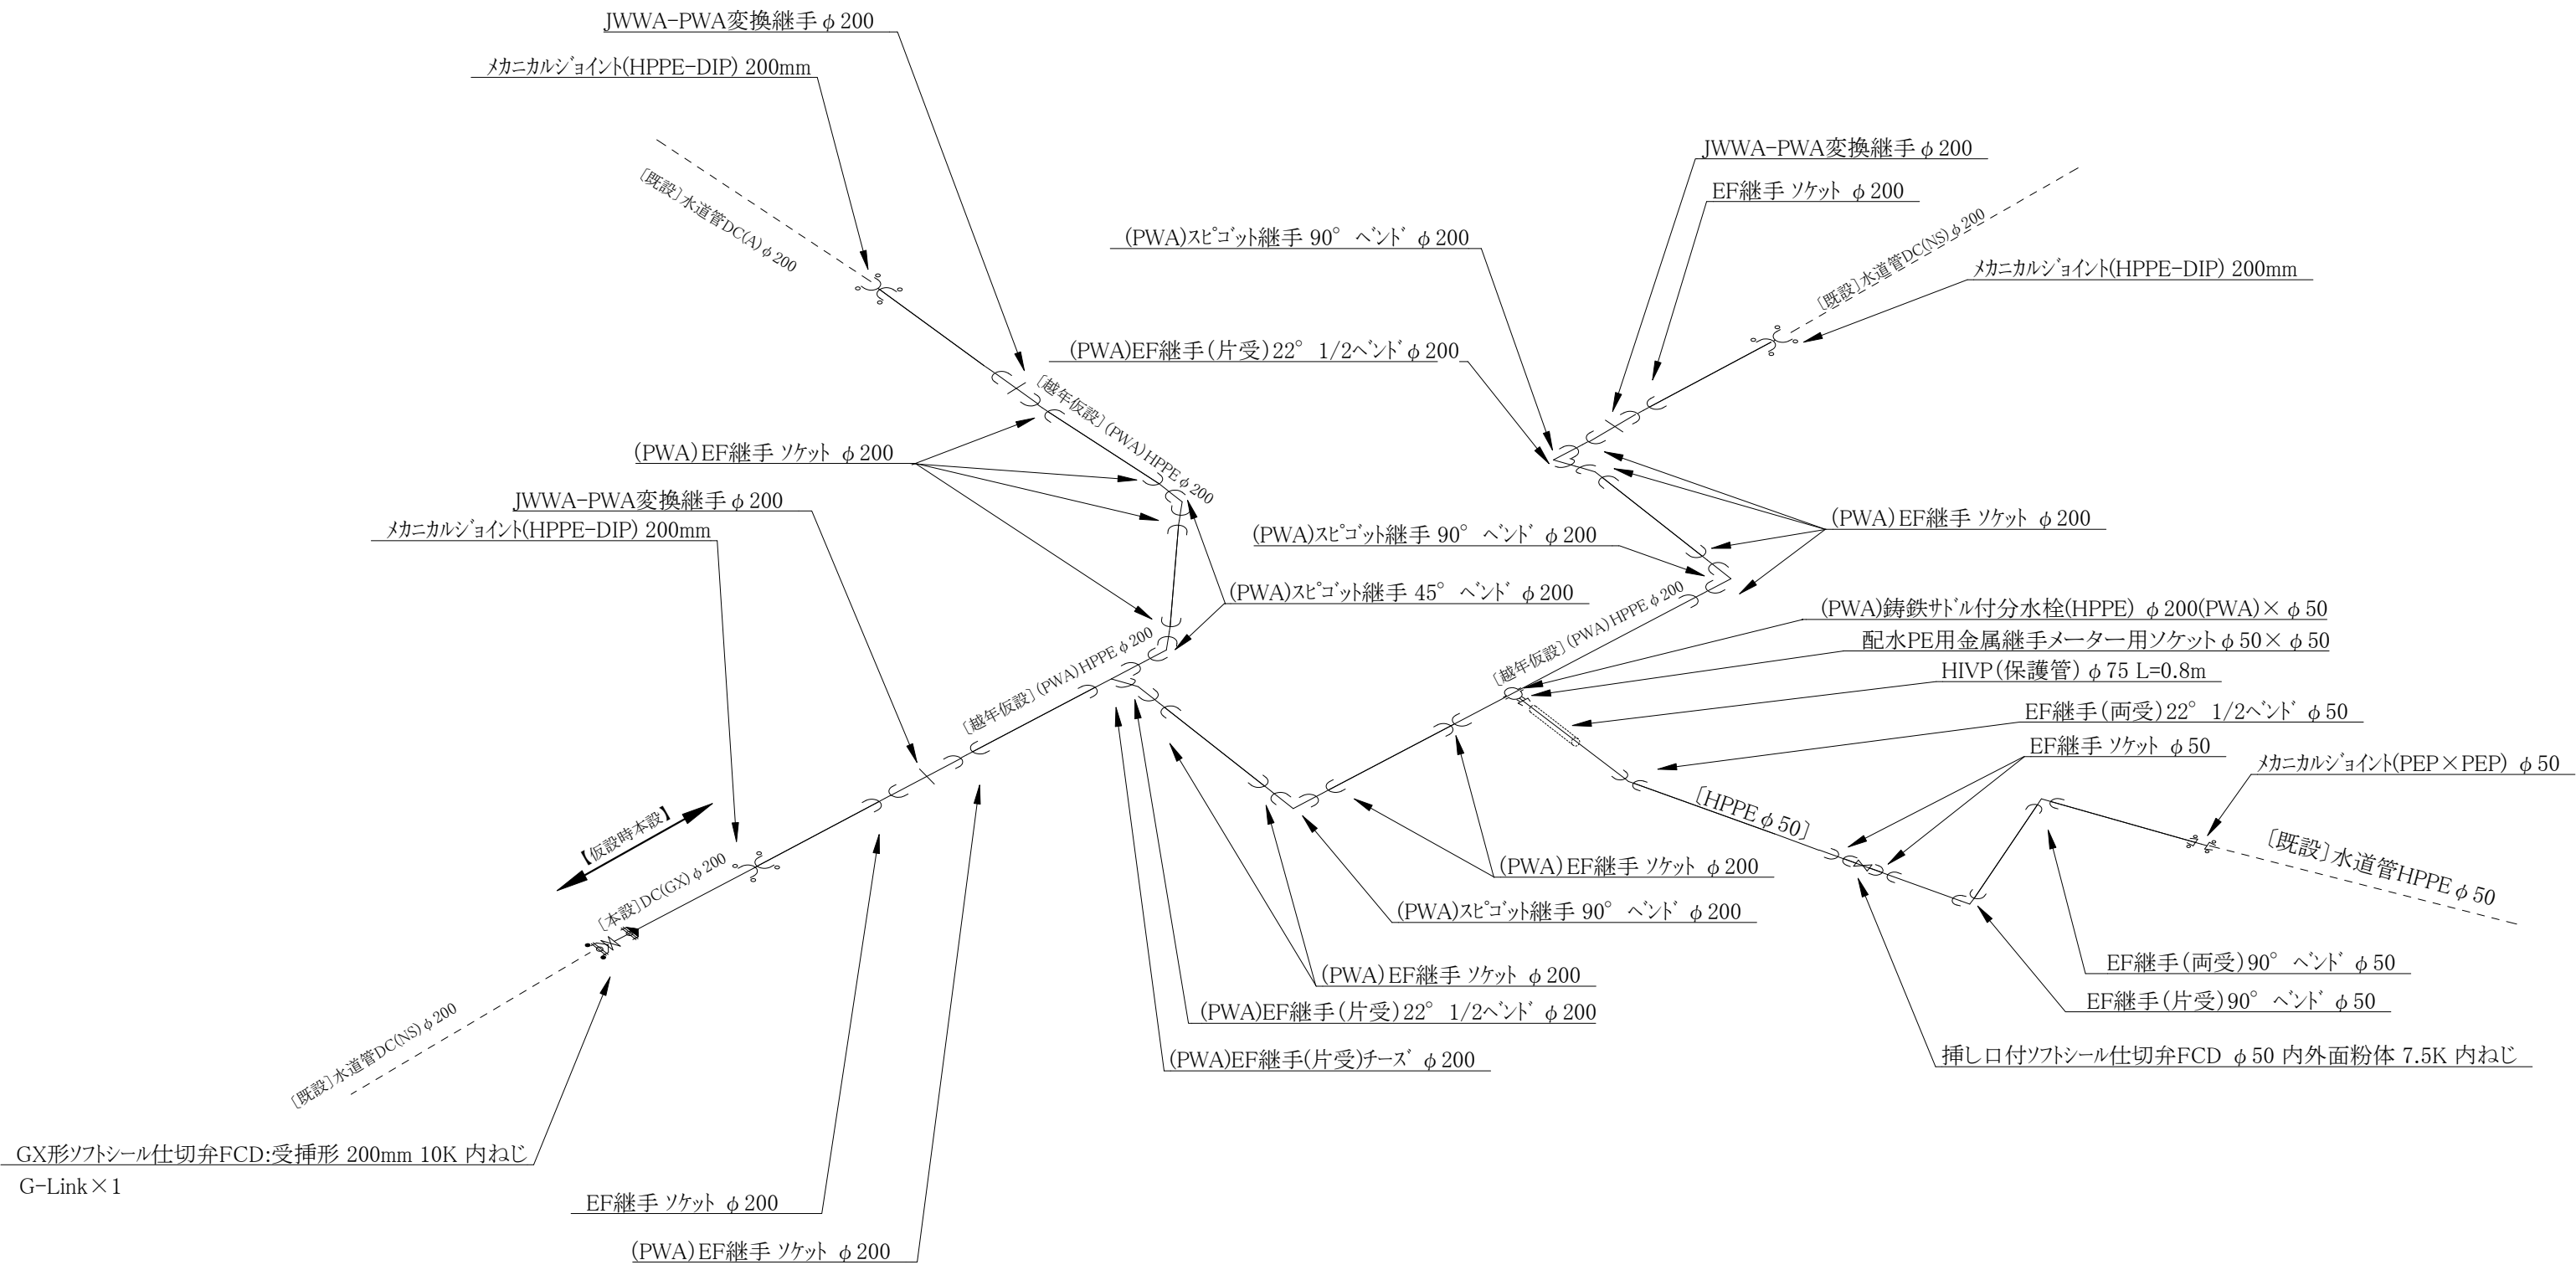 JWWA-PWA変換継手φ200
メカニカルジョイント(HPPE-DIP) 200mm
JWWA-PWA変換継手φ200
EF継手 ソケット φ200
〔既設〕水道管DC(A)φ200
(PWA)スピゴット継手 90° ベンド φ200
〔既設〕水道管DC(NS)φ200
メカニカルジョイント(HPPE-DIP) 200mm
(PWA)EF継手(片受)22° 1/2ベンドφ200
〔越年仮設〕(PWA)HPPEφ200
(PWA)EF継手 ソケット φ200
JWWA-PWA変換継手φ200
メカニカルジョイント(HPPE-DIP) 200mm
(PWA)スピゴット継手 90° ベンド φ200
(PWA)EF継手 ソケット φ200
(PWA)スピゴット継手 45° ベンド φ200
(PWA)鋳鉄サドル付分水栓(HPPE) φ200(PWA)×φ50
配水PE用金属継手メーター用ソケットφ50×φ50
HIVP(保護管)φ75 L=0.8m
〔越年仮設〕(PWA)HPPEφ200
〔越年仮設〕(PWA)HPPEφ200
EF継手(両受)22° 1/2ベンド φ50
EF継手 ソケット φ50
メカニカルジョイント(PEP×PEP) φ50
〔HPPEφ50〕
【仮設時本設】
〔本設〕DC(GX)φ200
(PWA)EF継手 ソケット φ200
〔既設〕水道管HPPEφ50
(PWA)スピゴット継手 90° ベンド φ200
(PWA)EF継手 ソケット φ200
EF継手(両受)90° ベンド φ50
EF継手(片受)90° ベンド φ50
(PWA)EF継手(片受)22° 1/2ベンド φ200
(PWA)EF継手(片受)チーズ φ200
挿し口付ソフトシール仕切弁FCD φ50 内外面粉体 7.5K 内ねじ
〔既設〕水道管DC(NS)φ200
GX形ソフトシール仕切弁FCD:受挿形 200mm 10K 内ねじ
G-Link×1
EF継手 ソケット φ200
(PWA)EF継手 ソケット φ200